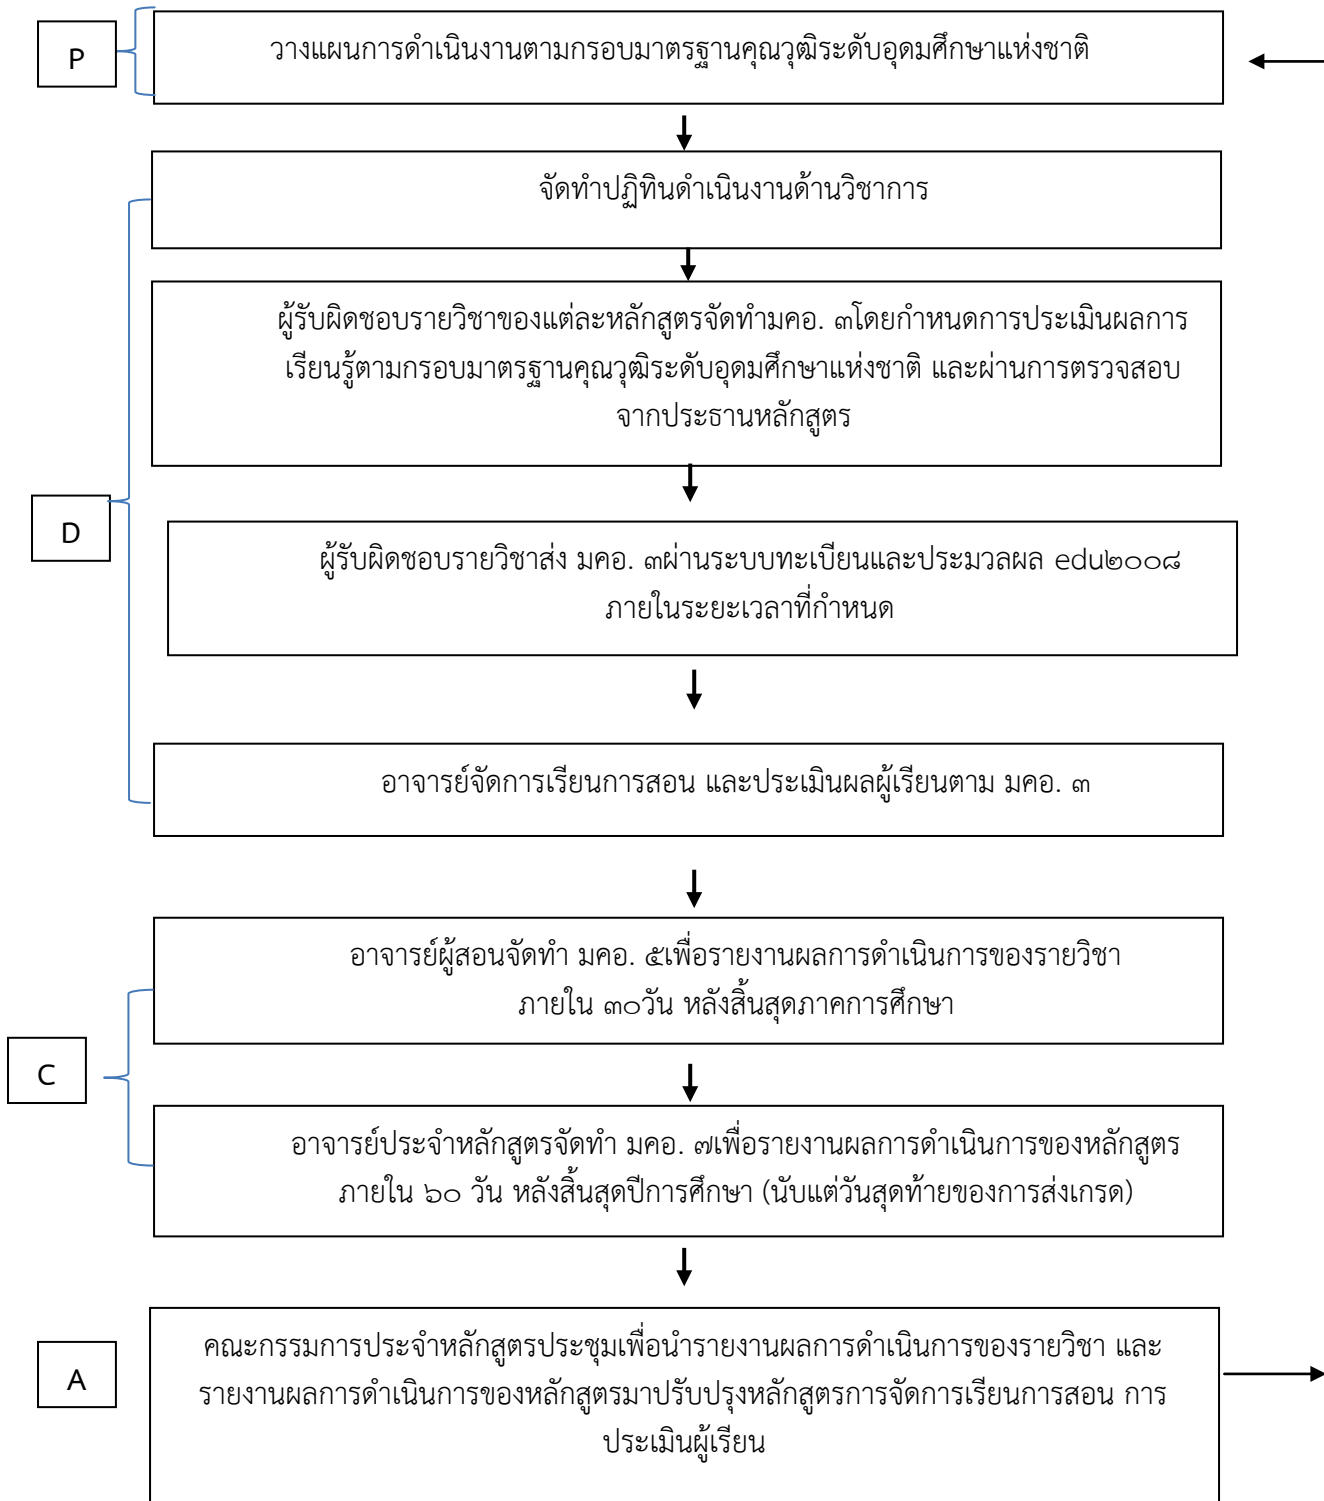 P
วางแผนการดำเนินงานตามกรอบมาตรฐานคุณวุฒิระดับอุดมศึกษาแห่งชาติ
จัดทำปฏิทินดำเนินงานด้านวิชาการ
ผู้รับผิดชอบรายวิชาของแต่ละหลักสูตรจัดทำมคอ. ๓โดยกำหนดการประเมินผลการ
เรียนรู้ตามกรอบมาตรฐานคุณวุฒิระดับอุดมศึกษาแห่งชาติ และผ่านการตรวจสอบ
จากประธานหลักสูตร
D
ผู้รับผิดชอบรายวิชาส่ง มคอ. ๓ผ่านระบบทะเบียนและประมวลผล edu๒๐๐๘
ภายในระยะเวลาที่กำหนด
อาจารย์จัดการเรียนการสอน และประเมินผลผู้เรียนตาม มคอ. ๓
อาจารย์ผู้สอนจัดทำ มคอ. ๕เพื่อรายงานผลการดำเนินการของรายวิชา
ภายใน ๓๐วัน หลังสิ้นสุดภาคการศึกษา
C
อาจารย์ประจำหลักสูตรจัดทำ มคอ. ๗เพื่อรายงานผลการดำเนินการของหลักสูตร
ภายใน ๖๐ วัน หลังสิ้นสุดปีการศึกษา (นับแต่วันสุดท้ายของการส่งเกรด)
A
คณะกรรมการประจำหลักสูตรประชุมเพื่อนำรายงานผลการดำเนินการของรายวิชา และ
รายงานผลการดำเนินการของหลักสูตรมาปรับปรุงหลักสูตรการจัดการเรียนการสอน การ
ประเมินผู้เรียน